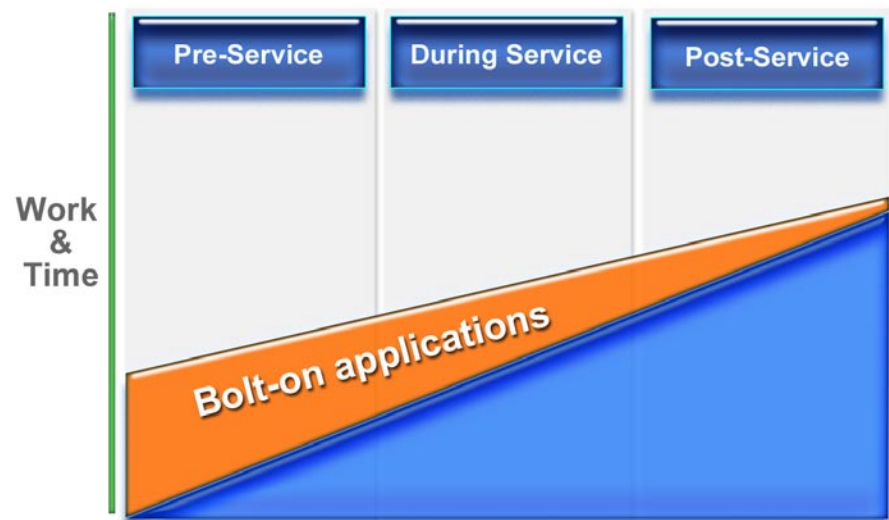 Pre-Service
During Service
Post-Service
Work
&
Time
Bolt-on applications